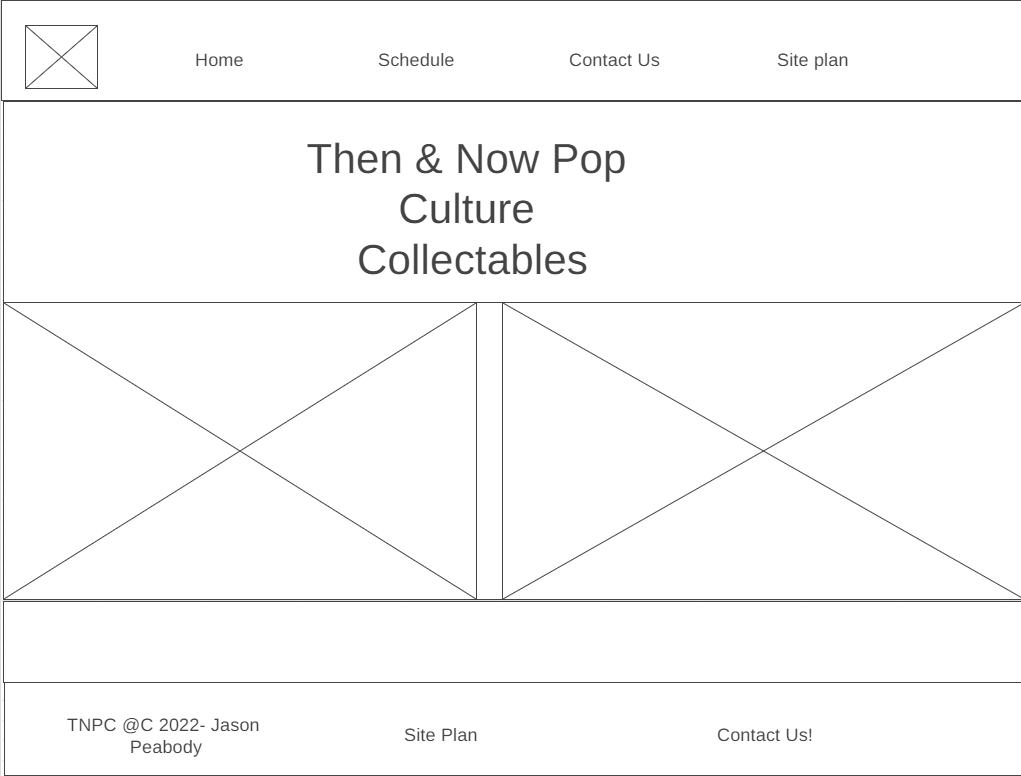 Home
Schedule
Contact Us
Site plan
Then & Now Pop
Culture
Collectables
TNPC @C 2022- Jason
Peabody
Site Plan
Contact Us!